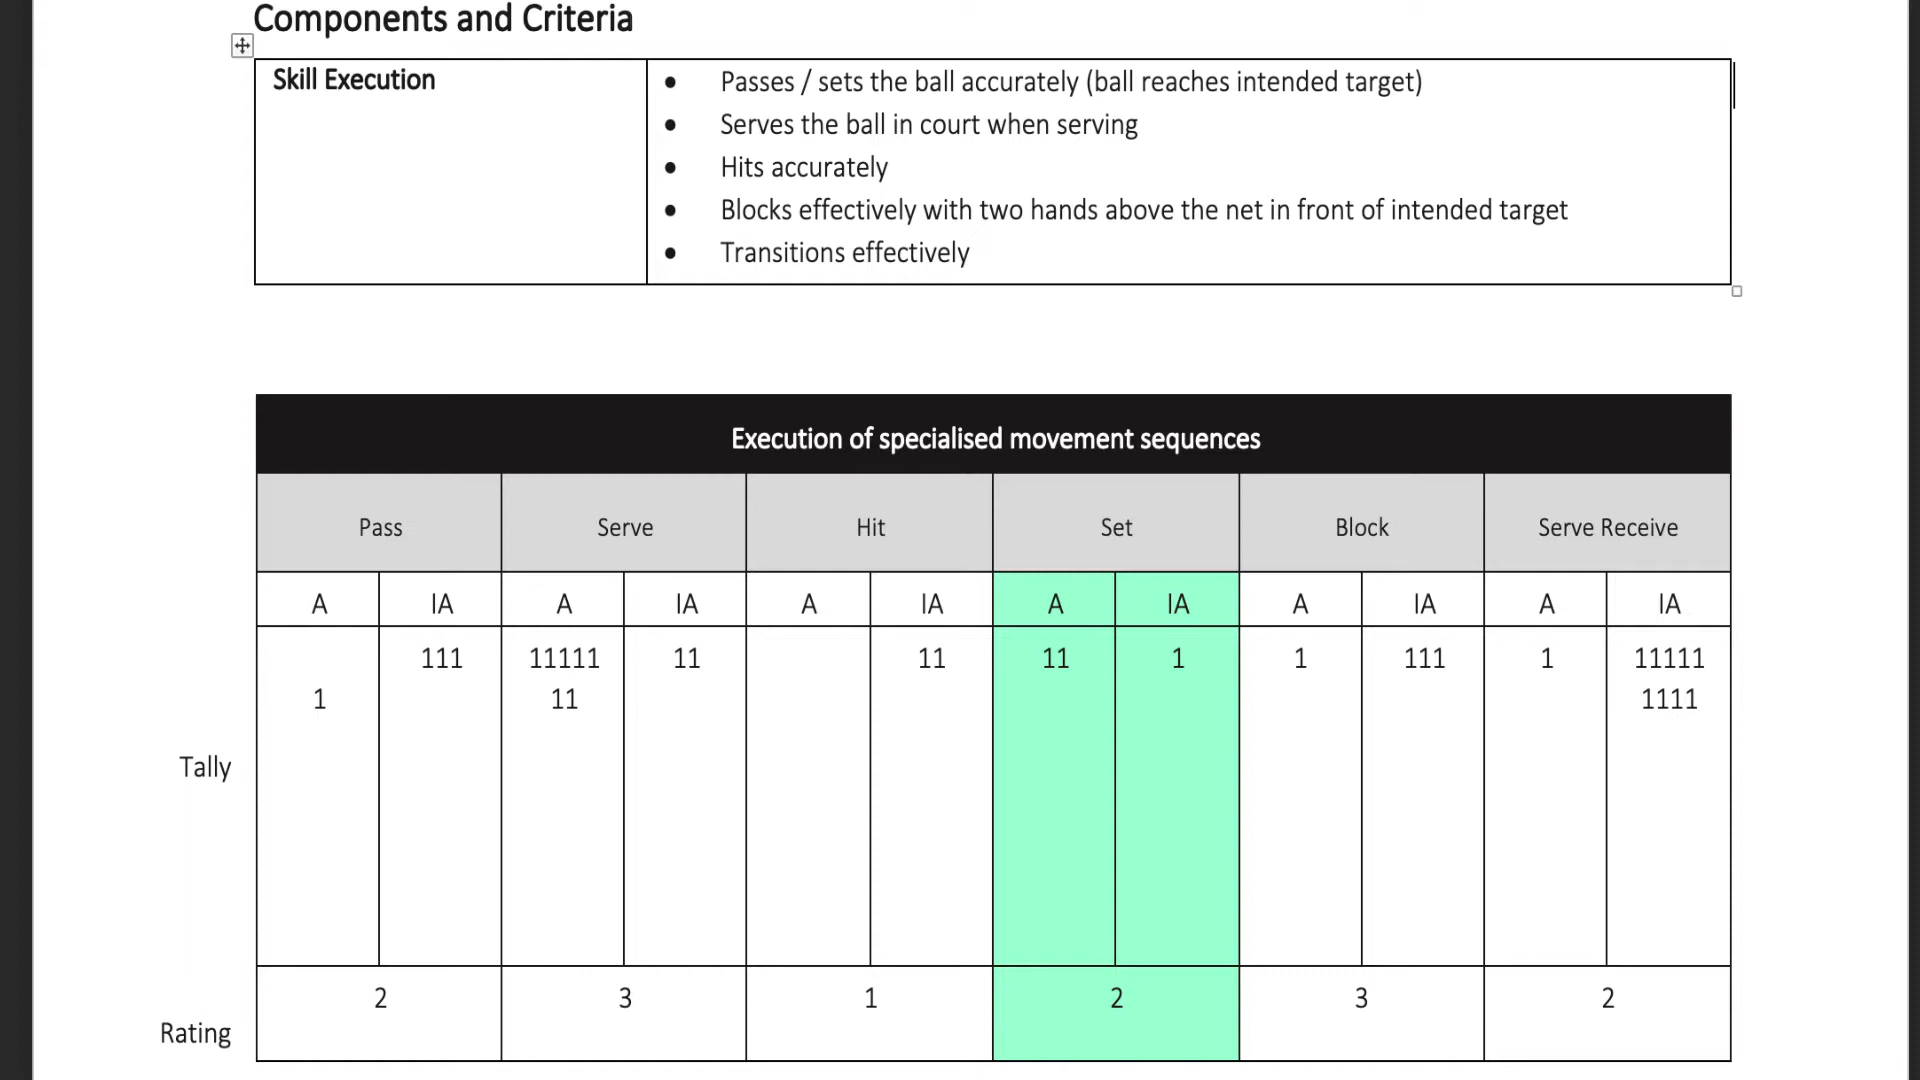 Components and Criteria
Skill Execution
• Passes / sets the ball accurately (ball reaches intended target)
• Serves the ball in court when serving
• Hits accurately
• Blocks effectively with two hands above the net in front of intended target
• Transitions effectively
Execution of specialised movement sequences
Pass Serve Hit Set Block Serve Receive
A IA A IA A IA A IA A IA A IA
111 11111 11 11 11 1 1 111 1 11111
1 11 1111
Tally
2 3 1 2 3 2
Rating